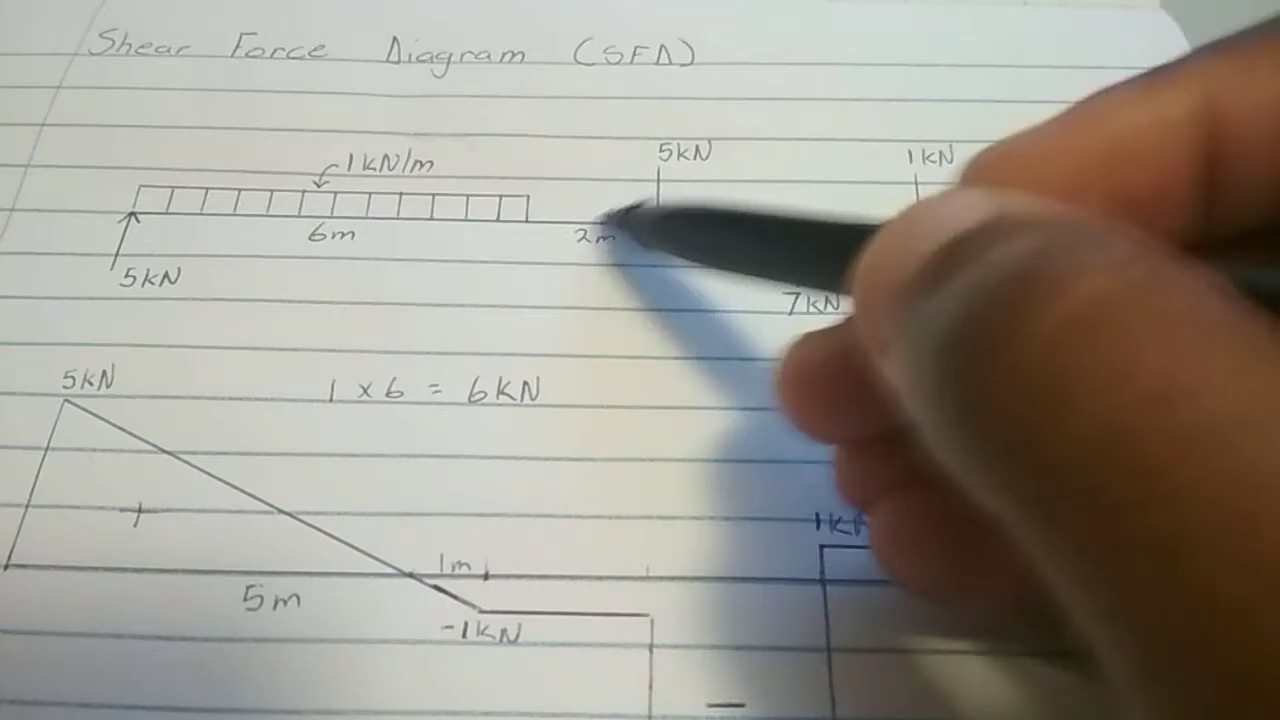 Shear Force Diagram (SFD)
1kN/m
5kN
1kN
6m
2m
5kN
7kN
5kN
1 x 6 = 6kN
+
1m
5m
-1kN